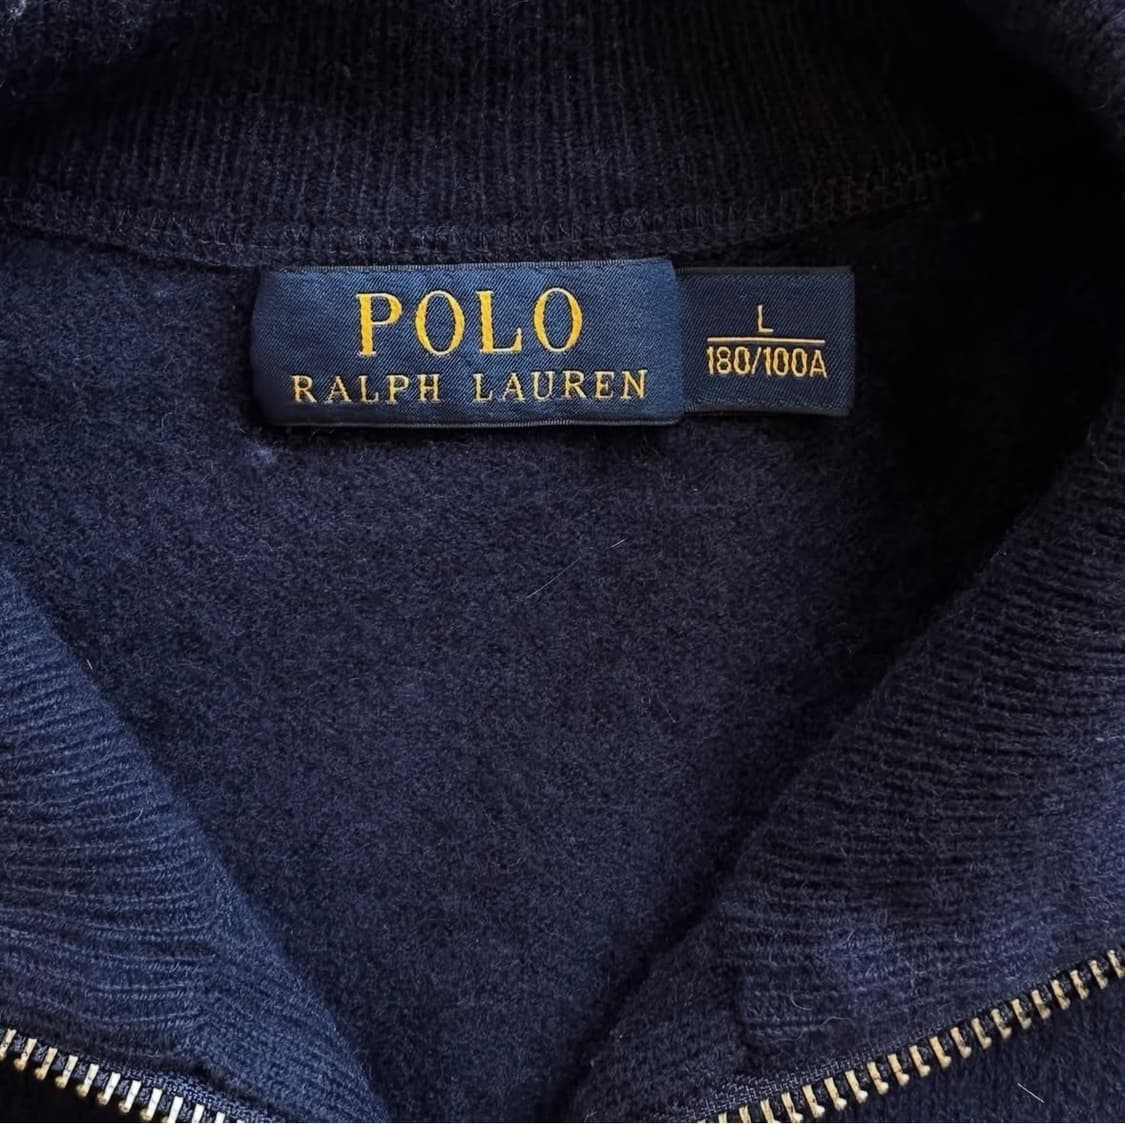 POLO
RALPH LAUREN
L
180/100A